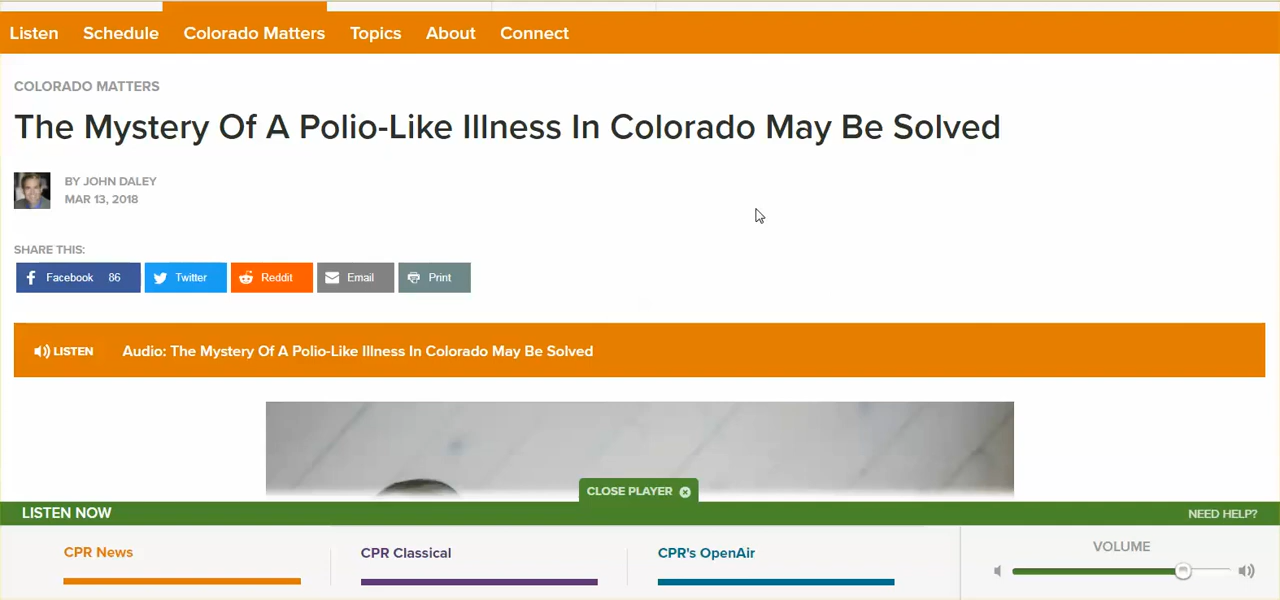 Listen Schedule Colorado Matters Topics About Connect
COLORADO MATTERS
The Mystery Of A Polio-Like Illness In Colorado May Be Solved
BY JOHN DALEY
MAR 13, 2018
SHARE THIS:
Facebook 86 Twitter Reddit Email Print
LISTEN Audio: The Mystery Of A Polio-Like Illness In Colorado May Be Solved
CLOSE PLAYER
LISTEN NOW NEED HELP?
CPR News CPR Classical CPR's OpenAir VOLUME